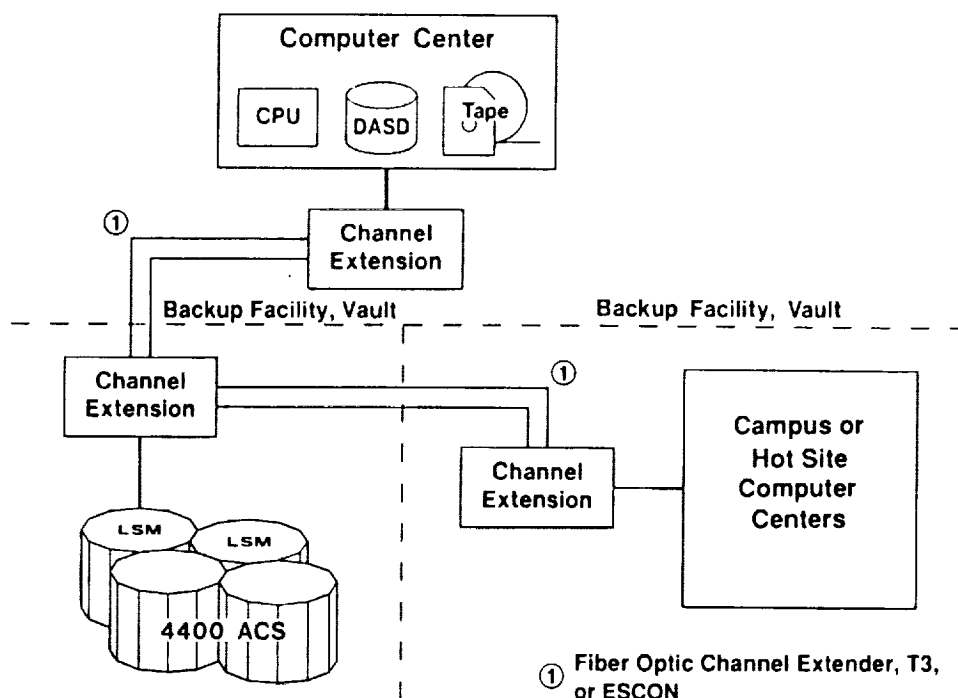 Computer Center
CPU
DASD
Tape
①
Channel
Extension
Backup Facility, Vault
Backup Facility, Vault
Channel
Extension
①
Channel
Extension
Campus or
Hot Site
Computer
Centers
LSM
LSM
4400 ACS
① Fiber Optic Channel Extender, T3,
or ESCON